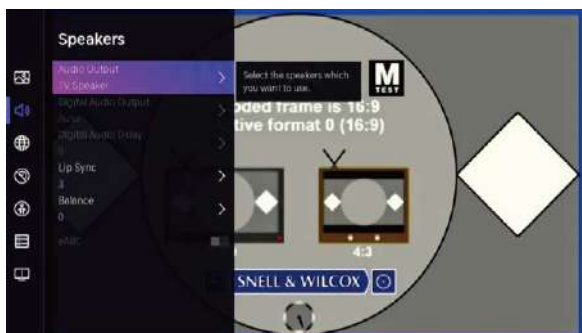 Speakers
Audio Output
TV Speaker
Select the speakers which
you want to use.
Digital Audio Output
Auto
Digital Audio Delay
0
Lip Sync
3
Balance
0
eARC
M
TEST
oded frame is 16:9
tive format 0 (16:9)
4:3
SNELL & WILCOX